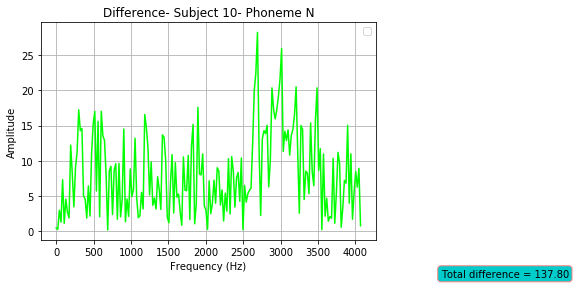 Difference- Subject 10- Phoneme N
Amplitude
25
20
15
10
5
0
0 500 1000 1500 2000 2500 3000 3500 4000
Frequency (Hz)
Total difference = 137.80